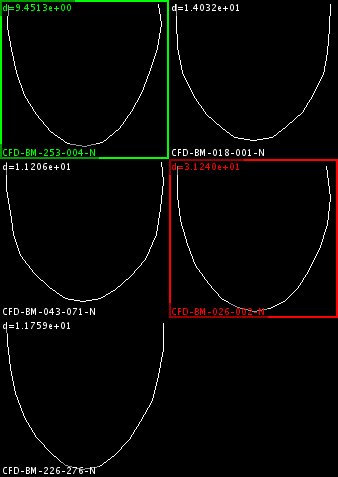 d=9.4513e+00
d=1.4032e+01
CFD-BM-253-004-N
CFD-BM-018-001-N
d=1.1206e+01
d=3.1240e+01
CFD-BM-043-071-N
CFD-BM-026-002-N
d=1.1759e+01
CFD-BM-226-276-N